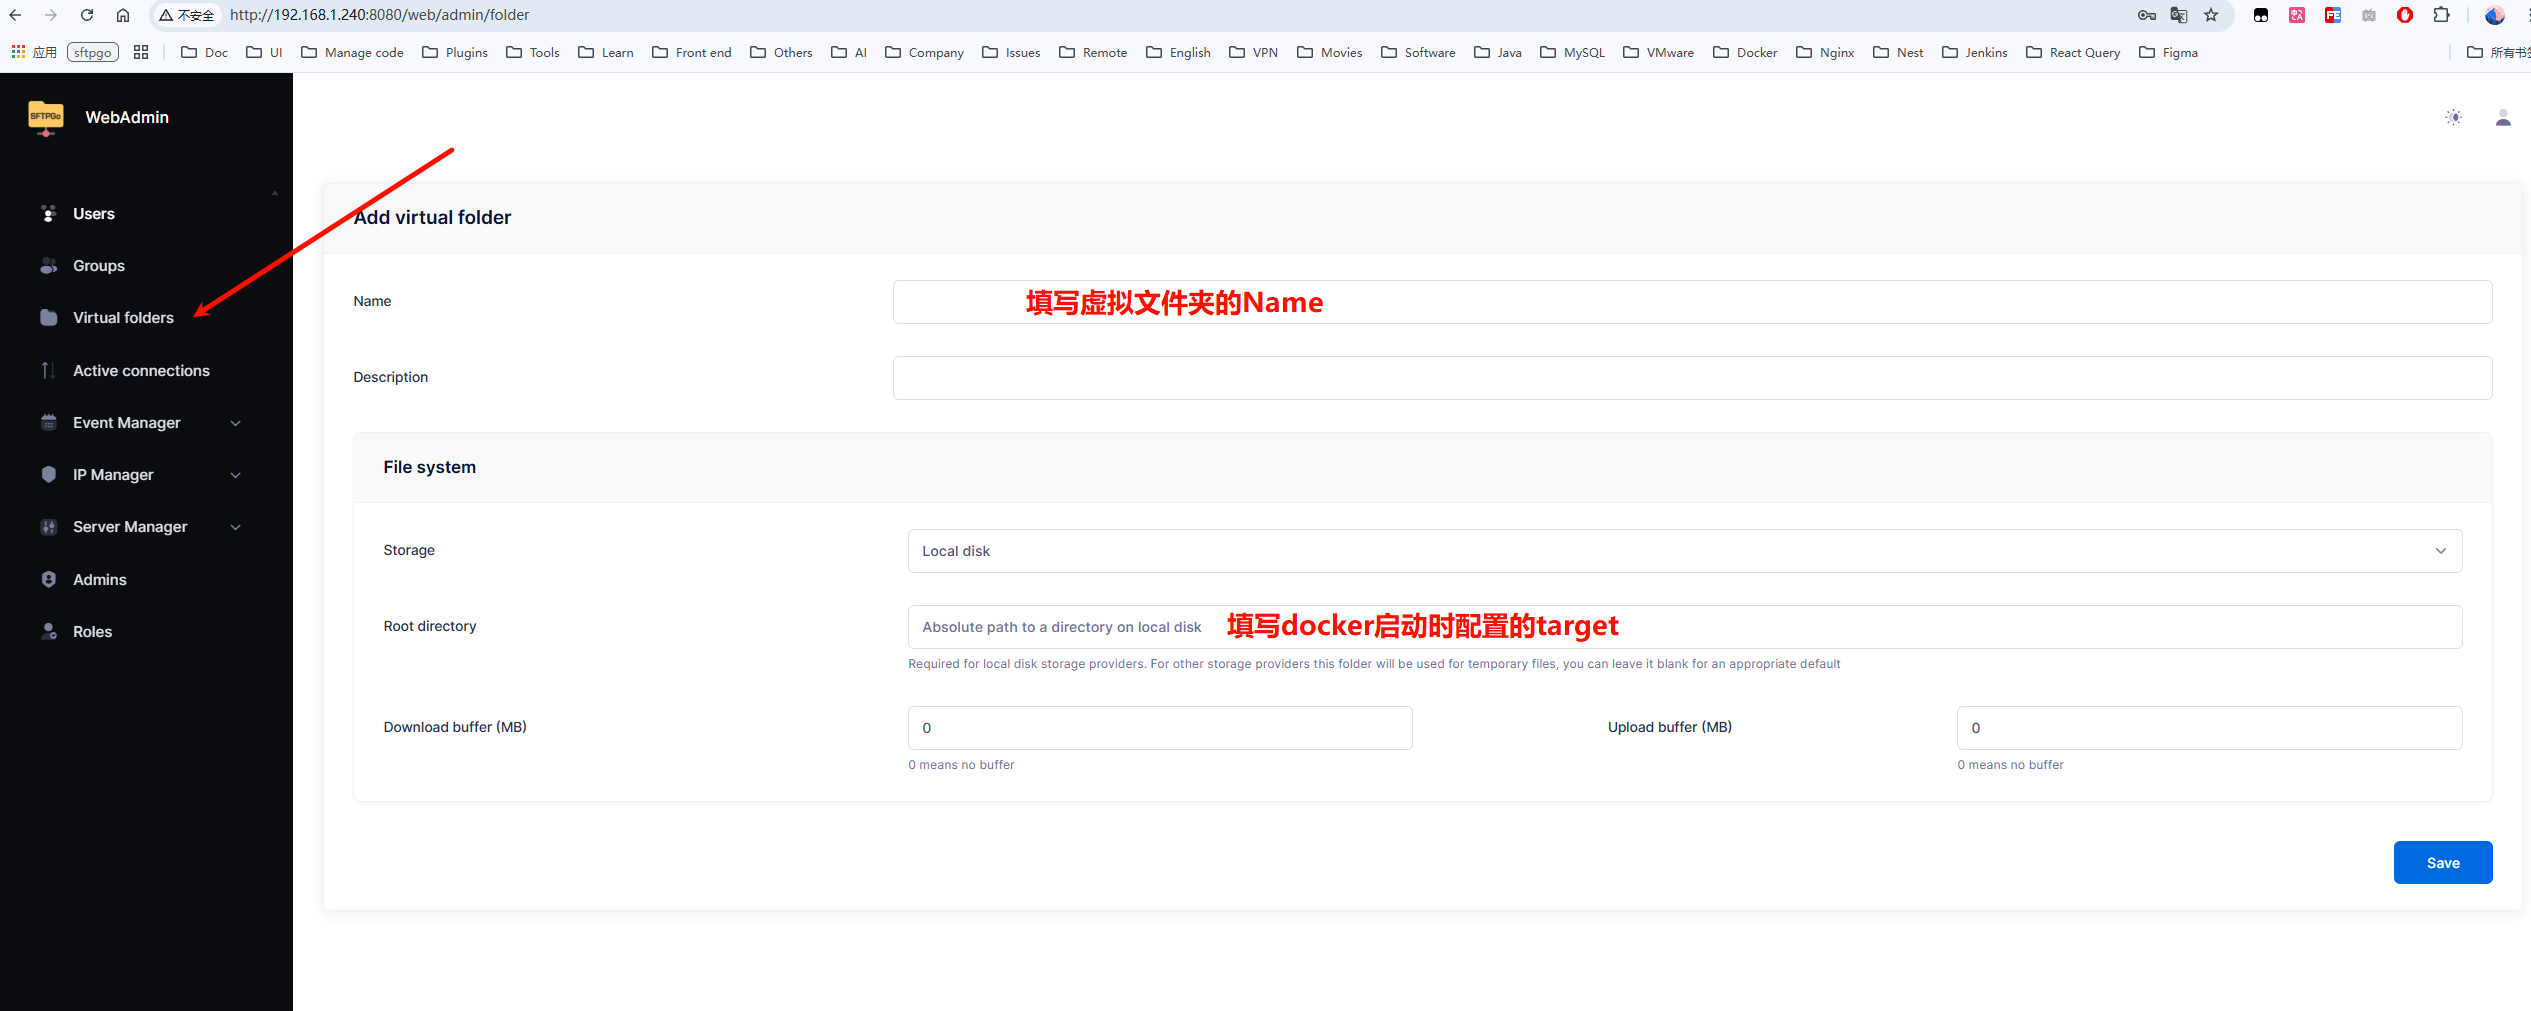 不安全 http://192.168.1.240:8080/web/admin/folder
应用 sftpgo Doc UI Manage code Plugins Tools Learn Front end Others AI Company Issues Remote English VPN Movies Software Java MySQL VMware Docker Nginx Nest Jenkins React Query Figma 所有书
SFTPGo WebAdmin
Users
Groups
Virtual folders
Active connections
Event Manager
IP Manager
Server Manager
Admins
Roles
Add virtual folder
Name 填写虚拟文件夹的Name
Description
File system
Storage Local disk
Root directory Absolute path to a directory on local disk 填写docker启动时配置的target
Required for local disk storage providers. For other storage providers this folder will be used for temporary files, you can leave it blank for an appropriate default
Download buffer (MB) 0 Upload buffer (MB) 0
0 means no buffer 0 means no buffer
Save